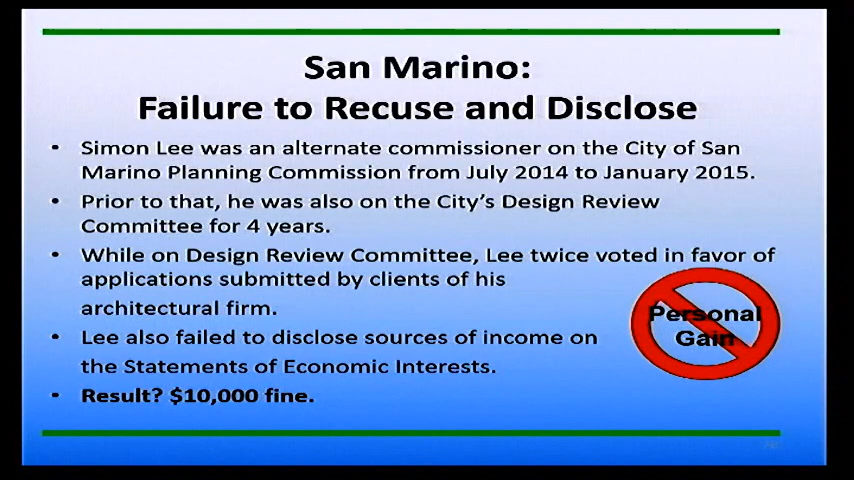 San Marino:
Failure to Recuse and Disclose
• Simon Lee was an alternate commissioner on the City of San
Marino Planning Commission from July 2014 to January 2015.
• Prior to that, he was also on the City's Design Review
Committee for 4 years.
• While on Design Review Committee, Lee twice voted in favor of
applications submitted by clients of his
architectural firm.
• Lee also failed to disclose sources of income on
the Statements of Economic Interests.
• Result? $10,000 fine.
Personal
Gain